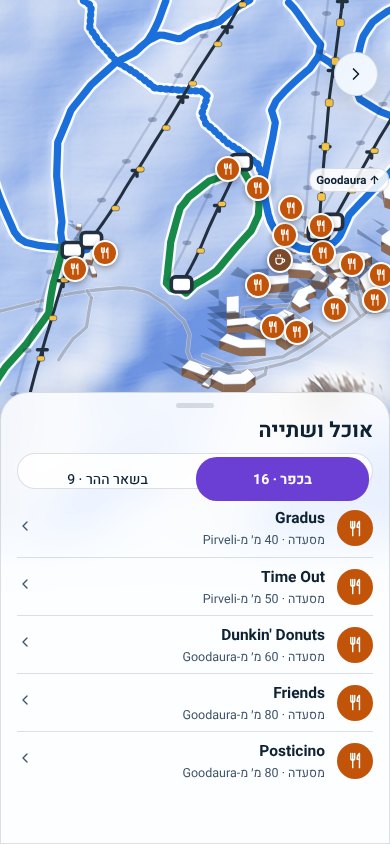 Goodaura ↑
אוכל ושתייה
בכפר · 16
בשאר ההר · 9
Gradus
מסעדה · 40 מ׳ מ-Pirveli
Time Out
מסעדה · 50 מ׳ מ-Pirveli
Dunkin' Donuts
מסעדה · 60 מ׳ מ-Goodaura
Friends
מסעדה · 80 מ׳ מ-Goodaura
Posticino
מסעדה · 80 מ׳ מ-Goodaura